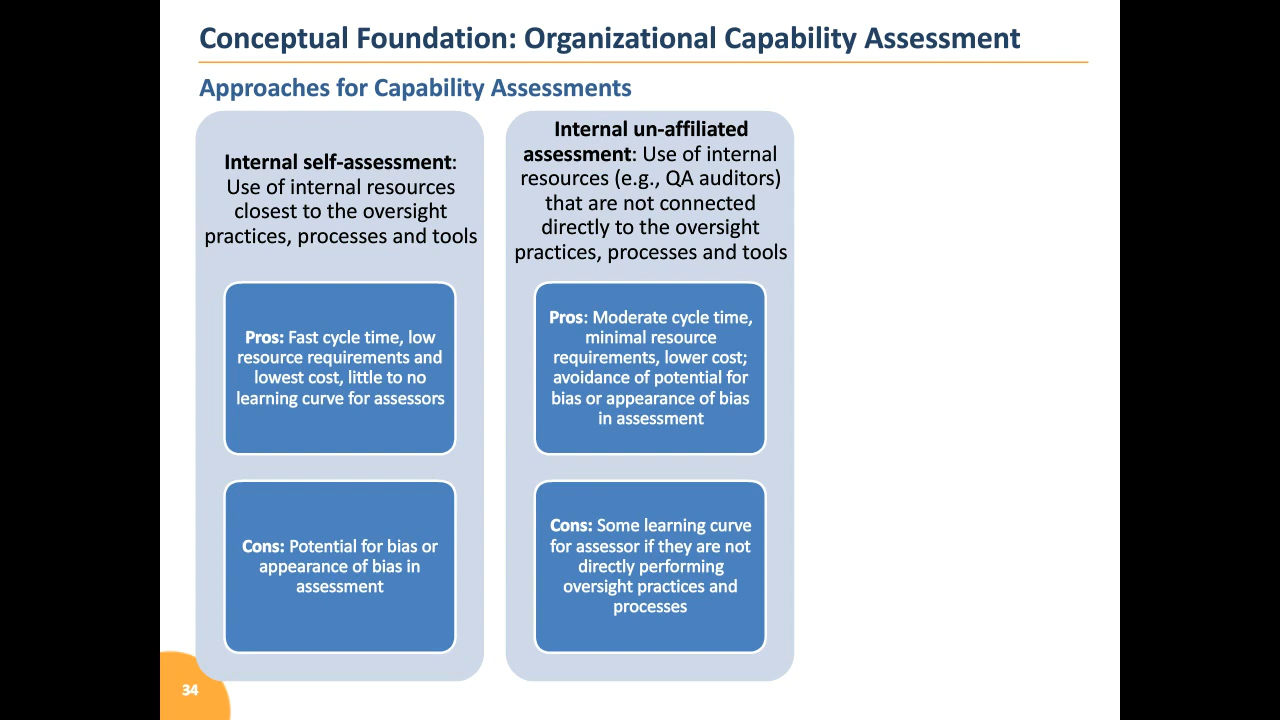 Conceptual Foundation: Organizational Capability Assessment
Approaches for Capability Assessments
Internal self-assessment:
Use of internal resources
closest to the oversight
practices, processes and tools
Pros: Fast cycle time, low
resource requirements and
lowest cost, little to no
learning curve for assessors
Cons: Potential for bias or
appearance of bias in
assessment
Internal un-affiliated
assessment: Use of internal
resources (e.g., QA auditors)
that are not connected
directly to the oversight
practices, processes and tools
Pros: Moderate cycle time,
minimal resource
requirements, lower cost;
avoidance of potential for
bias or appearance of bias
in assessment
Cons: Some learning curve
for assessor if they are not
directly performing
oversight practices and
processes
34